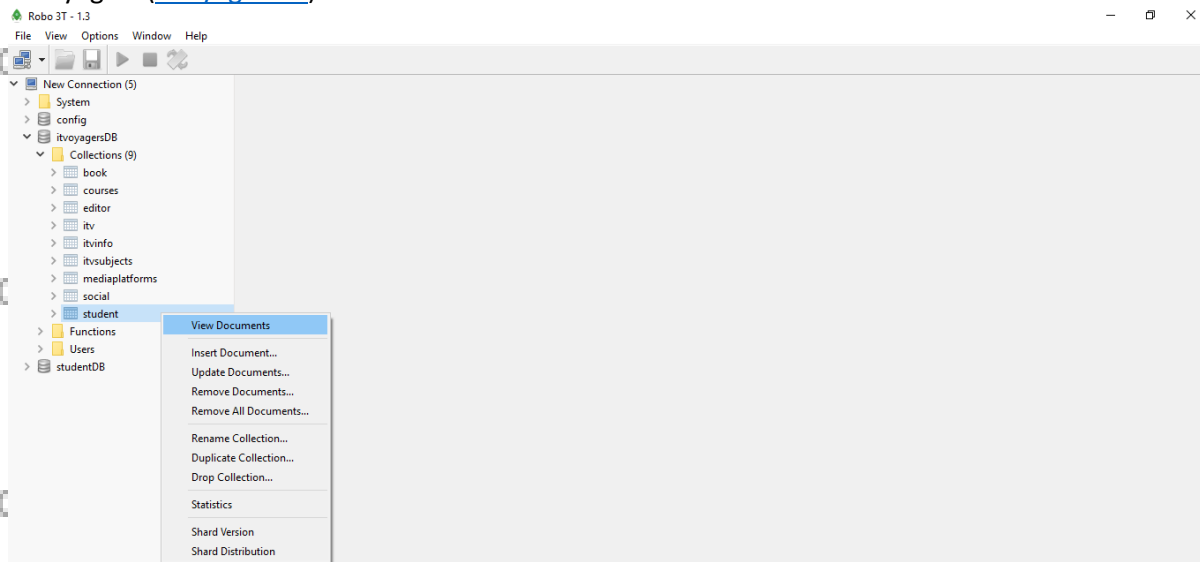 Robo 3T - 1.3
File View Options Window Help
New Connection (5)
System
config
itvoyagersDB
Collections (9)
book
courses
editor
itv
itvinfo
itvsubjects
mediaplatforms
social
student
Functions
Users
studentDB
View Documents
Insert Document...
Update Documents...
Remove Documents...
Remove All Documents...
Rename Collection...
Duplicate Collection...
Drop Collection...
Statistics
Shard Version
Shard Distribution